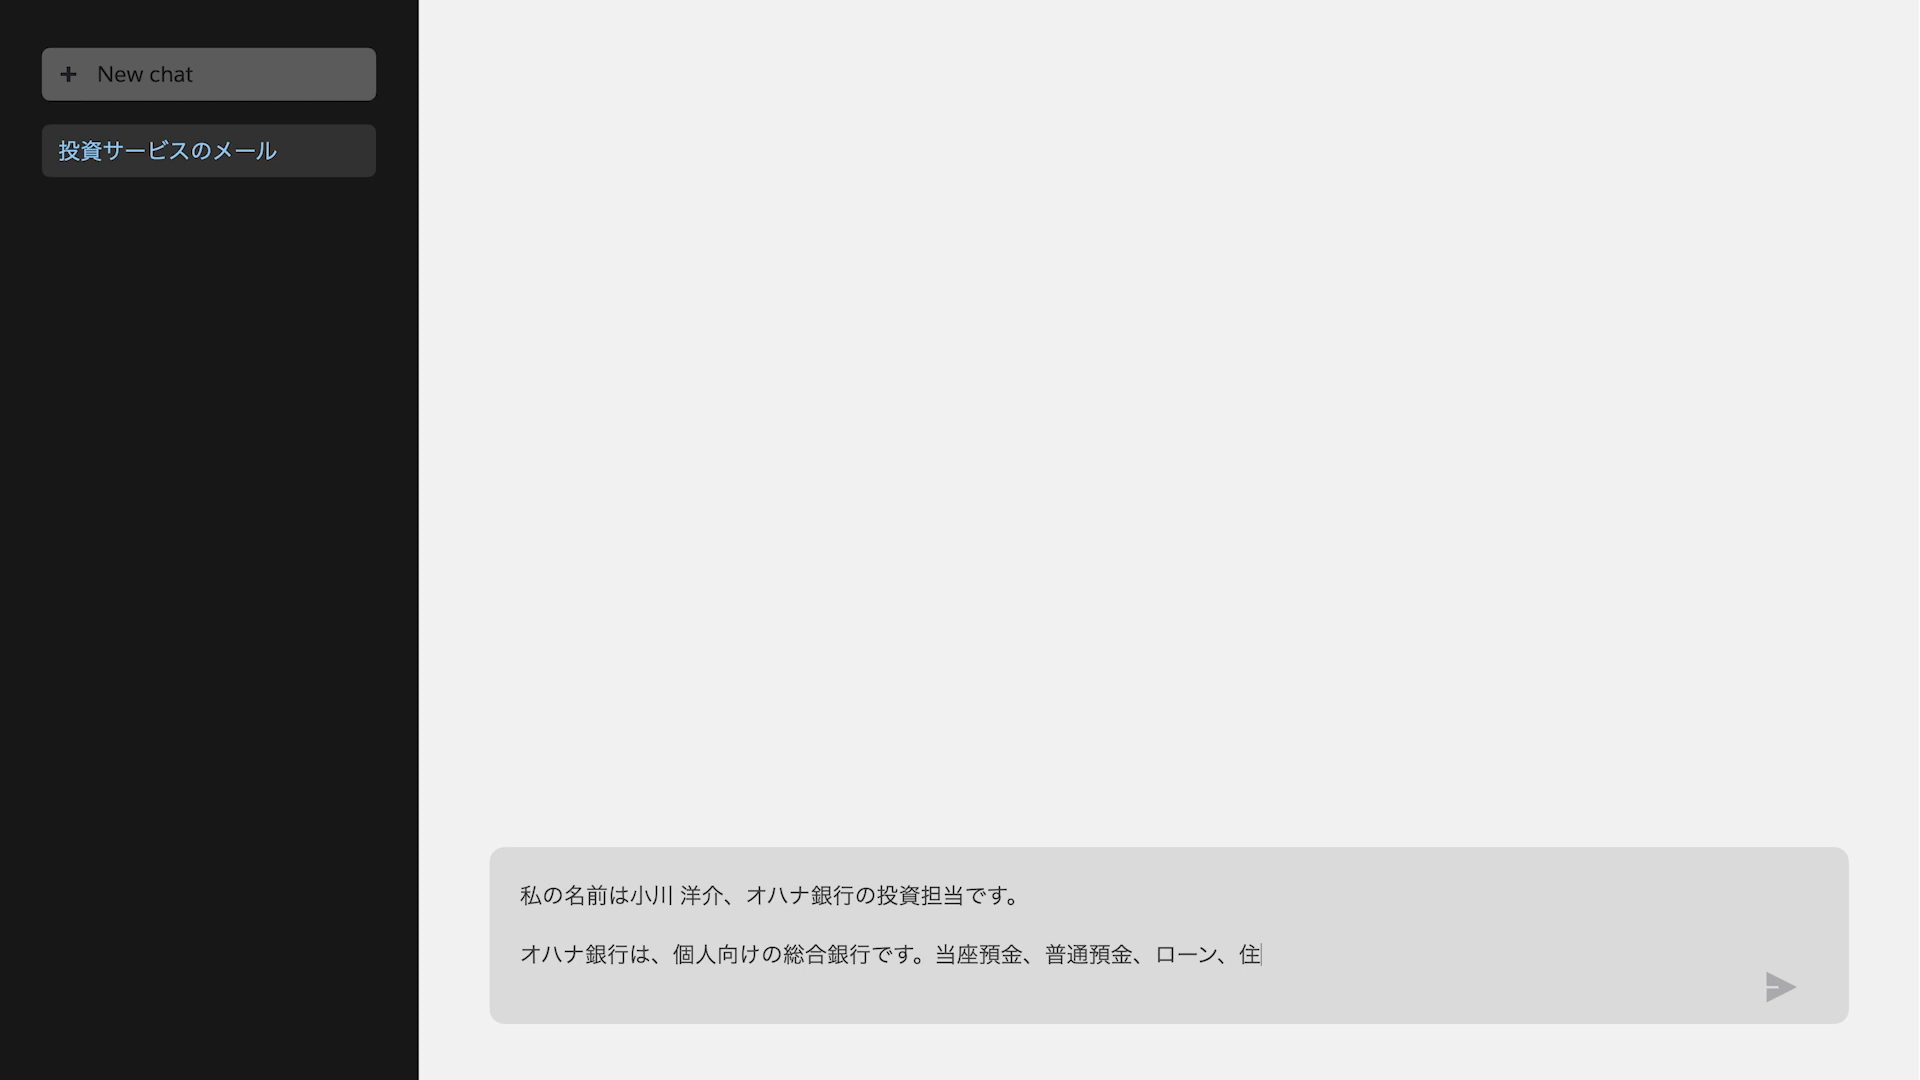 New chat
投資サービスのメール
私の名前は小川 洋介、オハナ銀行の投資担当です。
オハナ銀行は、個人向けの総合銀行です。当座預金、普通預金、ローン、住